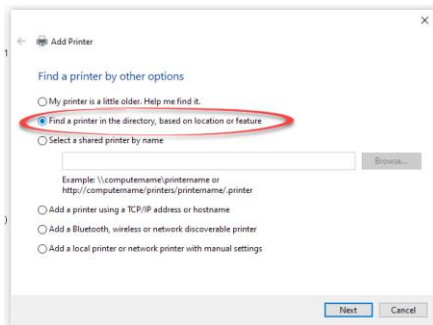 Add Printer
1
Find a printer by other options
My printer is a little older. Help me find it.
Find a printer in the directory, based on location or feature
Select a shared printer by name
Browse...
Example: \\computername\printername or
http://computername/printers/printername/.printer
)
Add a printer using a TCP/IP address or hostname
Add a Bluetooth, wireless or network discoverable printer
Add a local printer or network printer with manual settings
Next Cancel